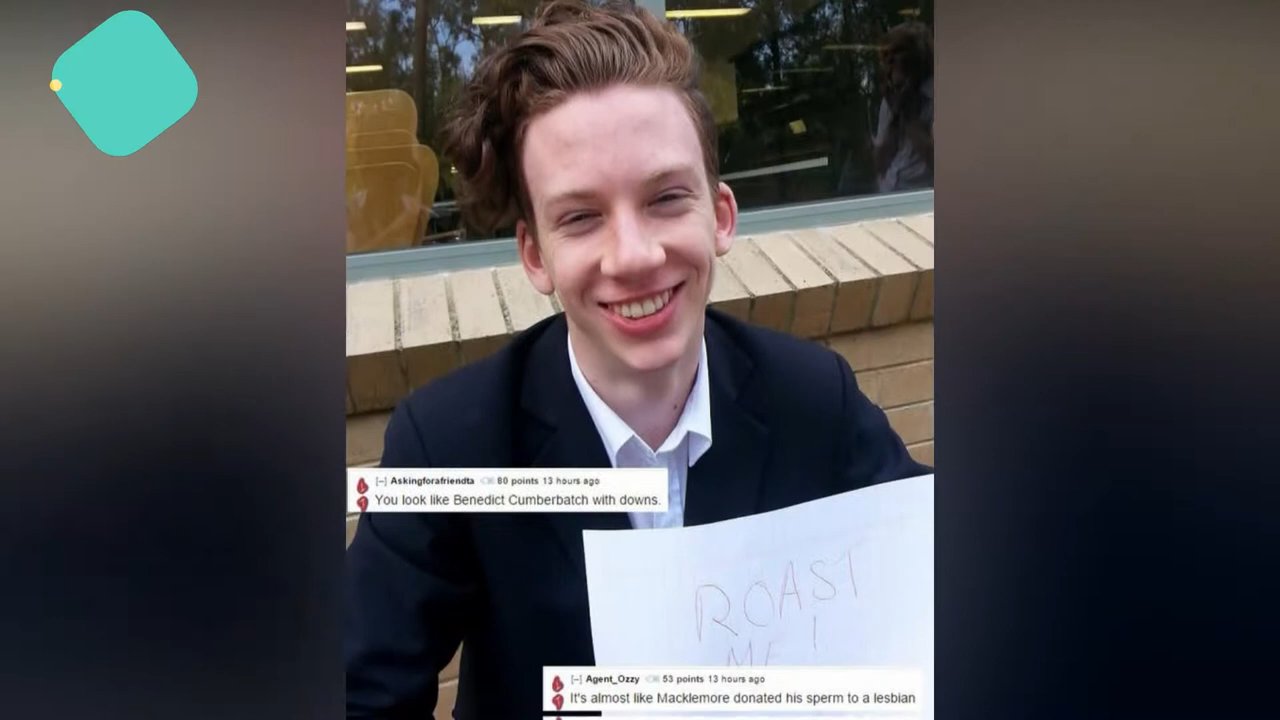 [–] Askingforafriendta 80 points 13 hours ago
You look like Benedict Cumberbatch with downs.
ROAST
ME!
[–] Agent_Ozzy 53 points 13 hours ago
It's almost like Macklemore donated his sperm to a lesbian